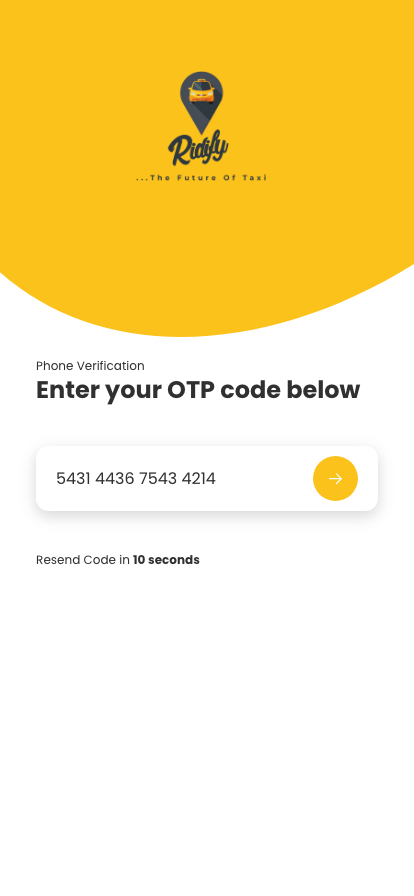 Ridify
...The Future Of Taxi
Phone Verification
Enter your OTP code below
5431 4436 7543 4214
Resend Code in 10 seconds